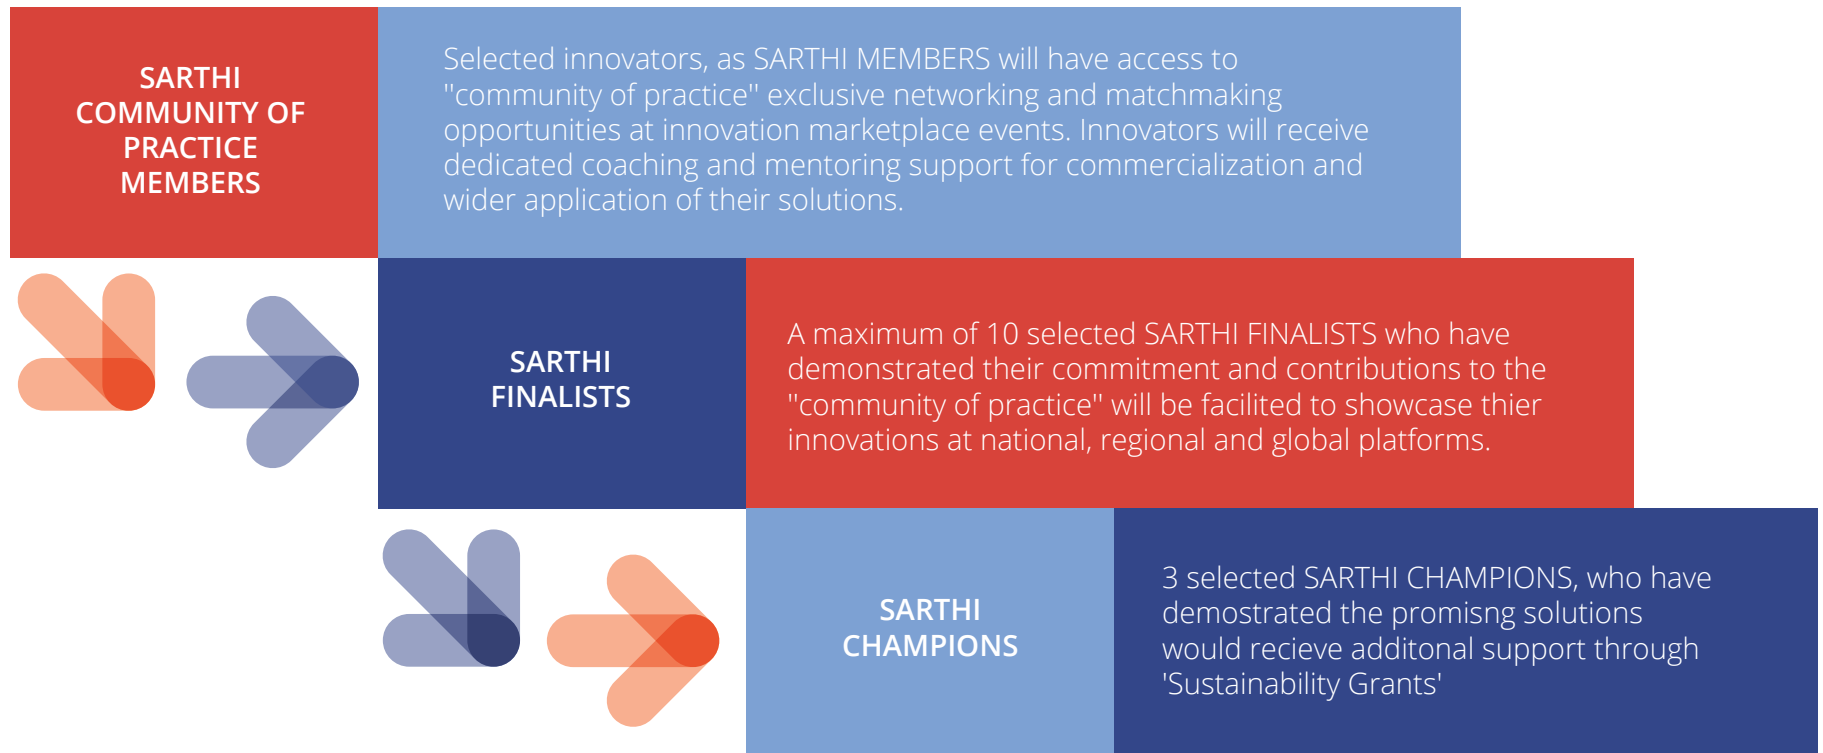 SARTHI
COMMUNITY OF
PRACTICE
MEMBERS
Selected innovators, as SARTHI MEMBERS will have access to
"community of practice" exclusive networking and matchmaking
opportunities at innovation marketplace events. Innovators will receive
dedicated coaching and mentoring support for commercialization and
wider application of their solutions.
SARTHI
FINALISTS
A maximum of 10 selected SARTHI FINALISTS who have
demonstrated their commitment and contributions to the
"community of practice" will be facilited to showcase thier
innovations at national, regional and global platforms.
SARTHI
CHAMPIONS
3 selected SARTHI CHAMPIONS, who have
demostrated the promisng solutions
would recieve additonal support through
'Sustainability Grants'